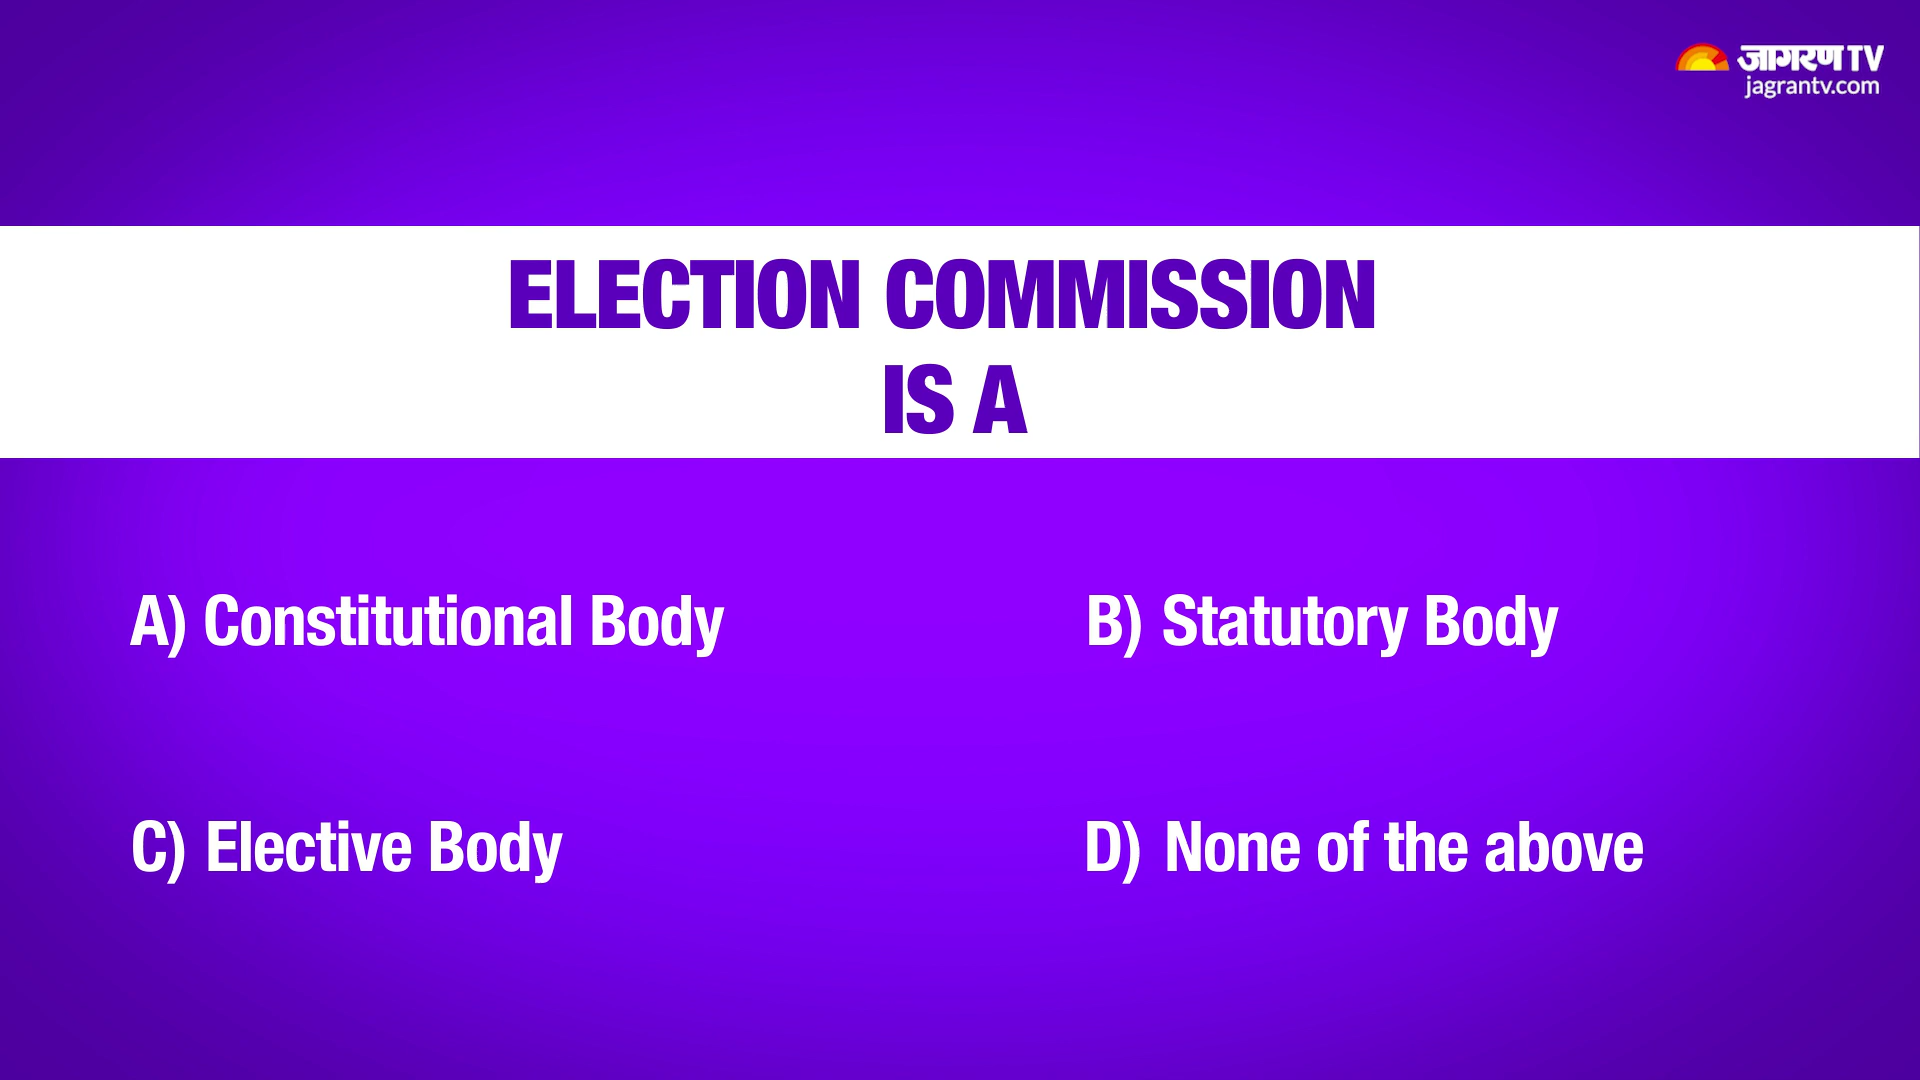 जागरण TV
jagrantv.com
ELECTION COMMISSION
IS A
A) Constitutional Body
B) Statutory Body
C) Elective Body
D) None of the above